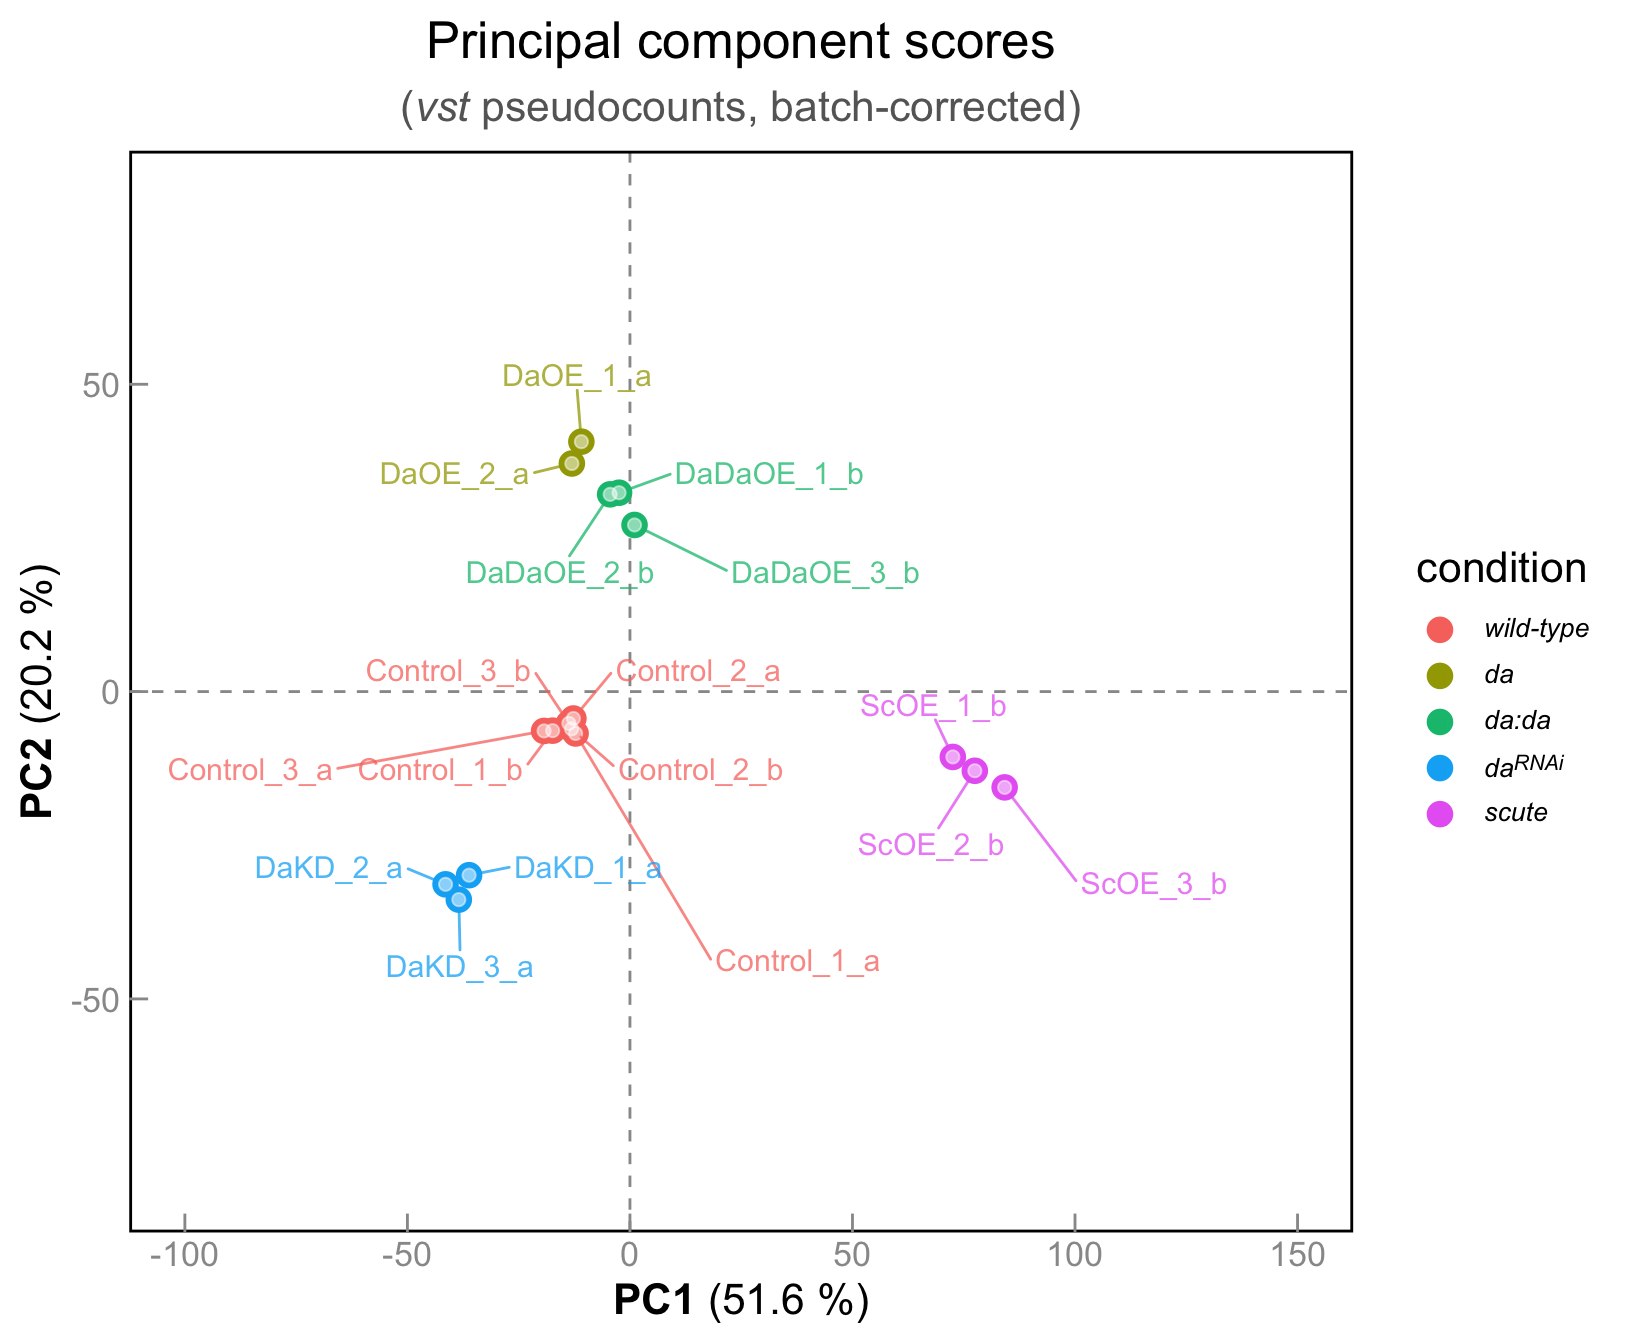 Principal component scores
(vst pseudocounts, batch-corrected)
DaOE_1_a
50
DaOE_2_a
DaDaOE_1_b
DaDaOE_2_b
DaDaOE_3_b
condition
wild-type
da
da:da
da^RNAi
scute
Control_3_b
Control_2_a
0
ScOE_1_b
Control_3_a
Control_1_b
Control_2_b
ScOE_2_b
DaKD_2_a
DaKD_1_a
ScOE_3_b
Control_1_a
DaKD_3_a
-50
PC2 (20.2 %)
-100
-50
0
50
100
150
PC1 (51.6 %)